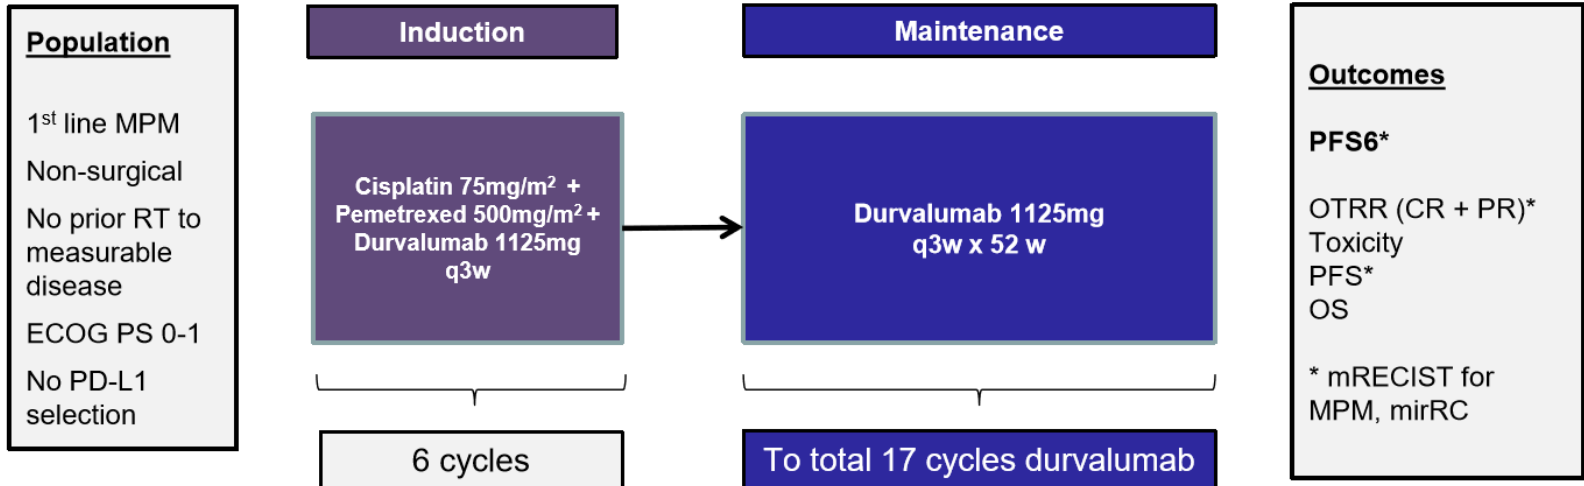 Population
1st line MPM
Non-surgical
No prior RT to
measurable
disease
ECOG PS 0-1
No PD-L1
selection
Induction
Cisplatin 75mg/m² +
Pemetrexed 500mg/m² +
Durvalumab 1125mg
q3w
6 cycles
Maintenance
Durvalumab 1125mg
q3w x 52 w
To total 17 cycles durvalumab
Outcomes
PFS6*
OTRR (CR + PR)*
Toxicity
PFS*
OS
* mRECIST for
MPM, mirRC